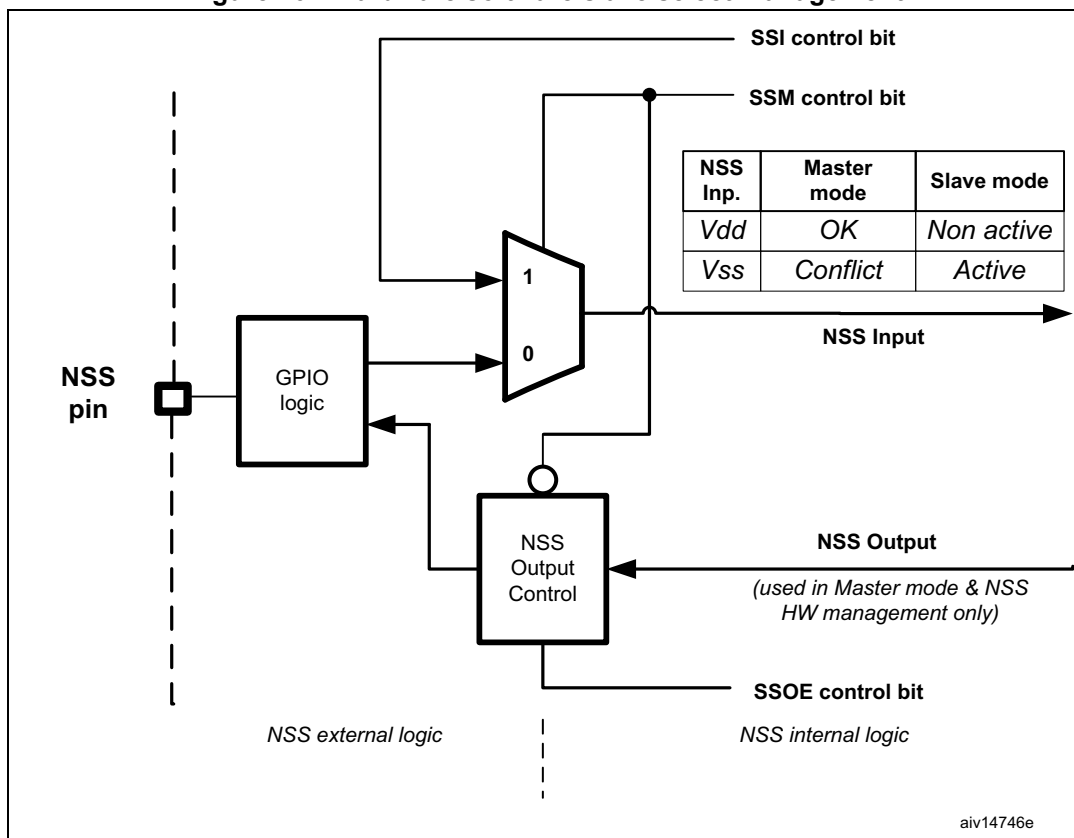 SSI control bit
SSM control bit
NSS Inp. Master mode Slave mode
Vdd OK Non active
Vss Conflict Active
1
0
NSS Input
NSS
pin
GPIO
logic
NSS
Output
Control
NSS Output
(used in Master mode & NSS
HW management only)
SSOE control bit
NSS external logic
NSS internal logic
aiv14746e